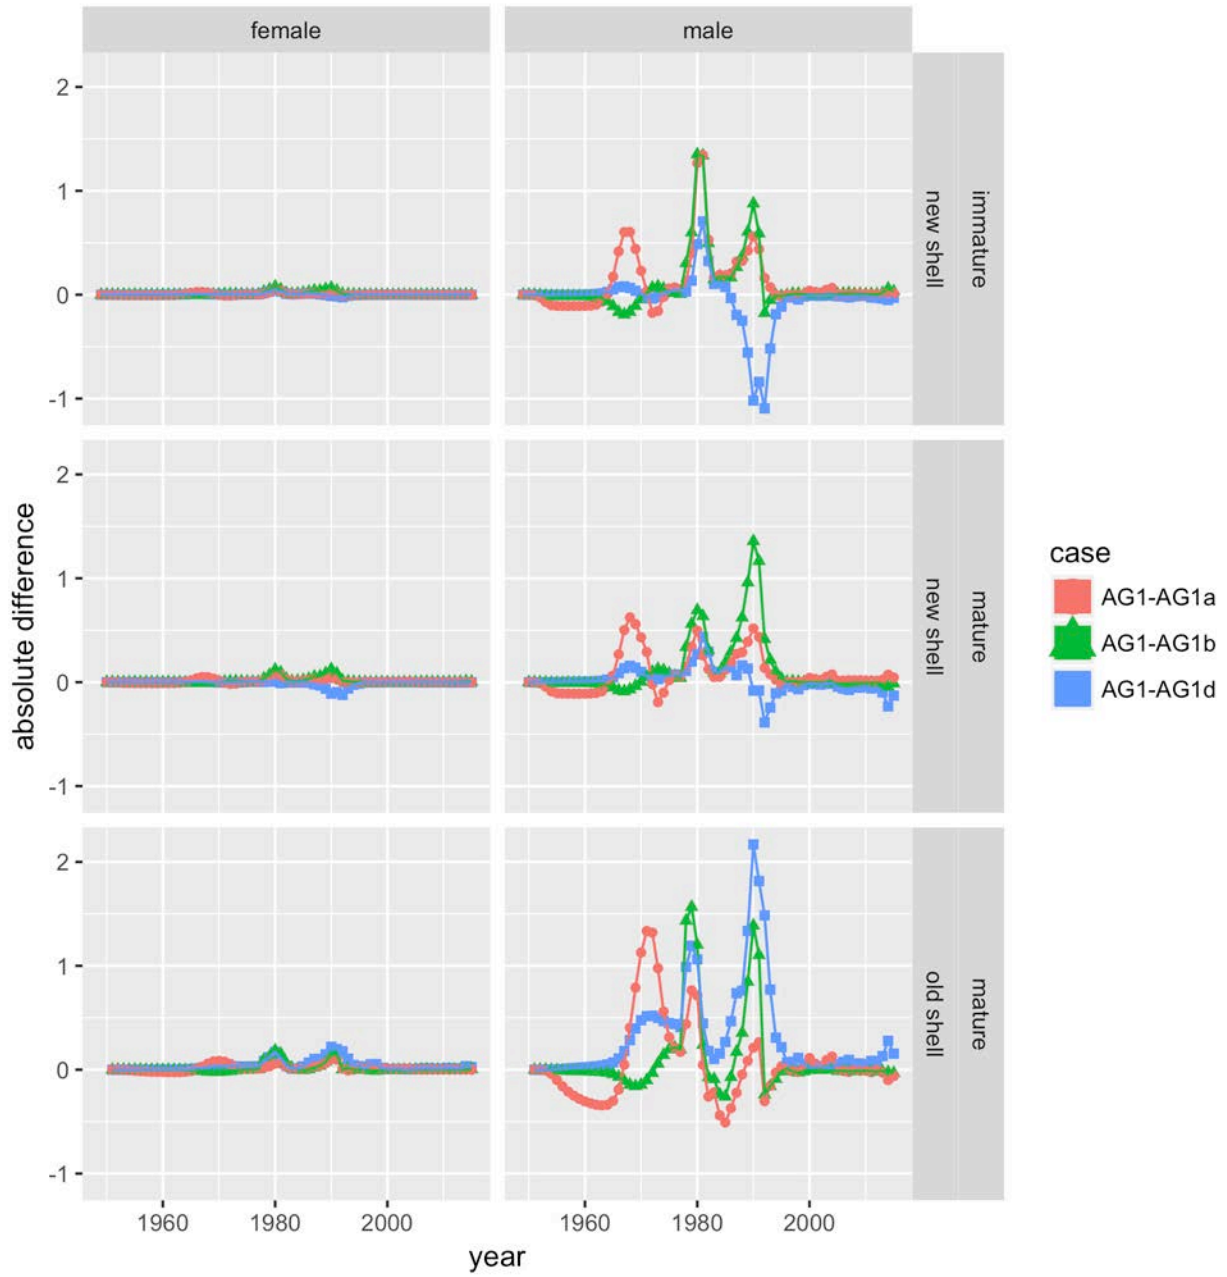 female
male
2
1
0
-1
new shell
immature
2
1
0
-1
new shell
mature
2
1
0
-1
old shell
mature
absolute difference
1960
1980
2000
1960
1980
2000
year
case
AG1-AG1a
AG1-AG1b
AG1-AG1d